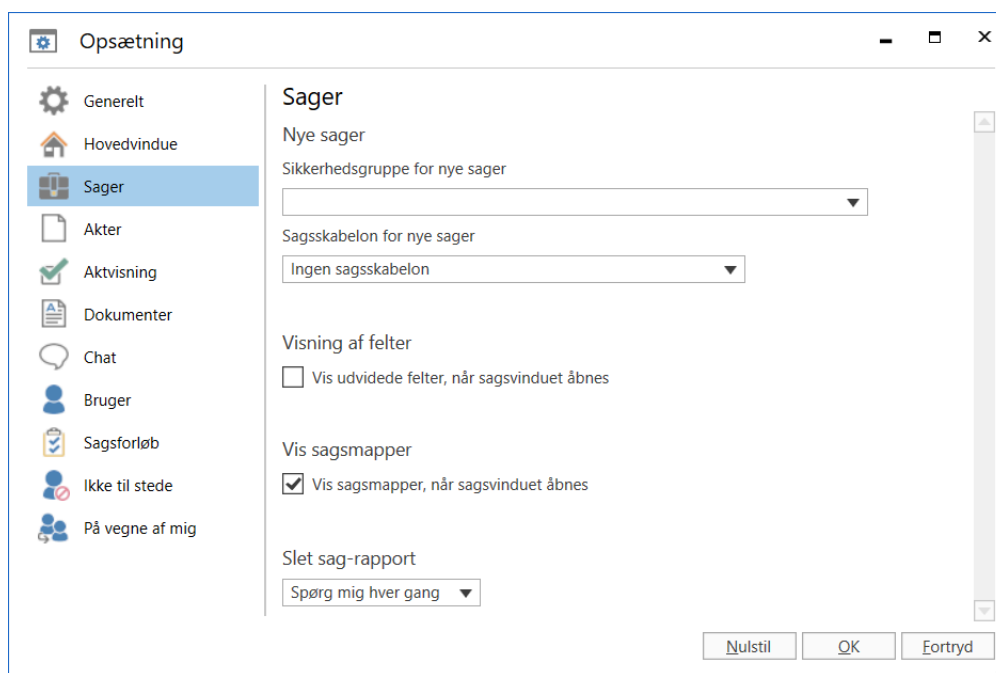 Opsætning
Generelt
Hovedvindue
Sager
Akter
Aktvisning
Dokumenter
Chat
Bruger
Sagsforløb
Ikke til stede
På vegne af mig
Sager
Nye sager
Sikkerhedsgruppe for nye sager
Sagsskabelon for nye sager
Ingen sagsskabelon
Visning af felter
Vis udvidede felter, når sagsvinduet åbnes
Vis sagsmapper
Vis sagsmapper, når sagsvinduet åbnes
Slet sag-rapport
Spørg mig hver gang
Nulstil
OK
Fortryd